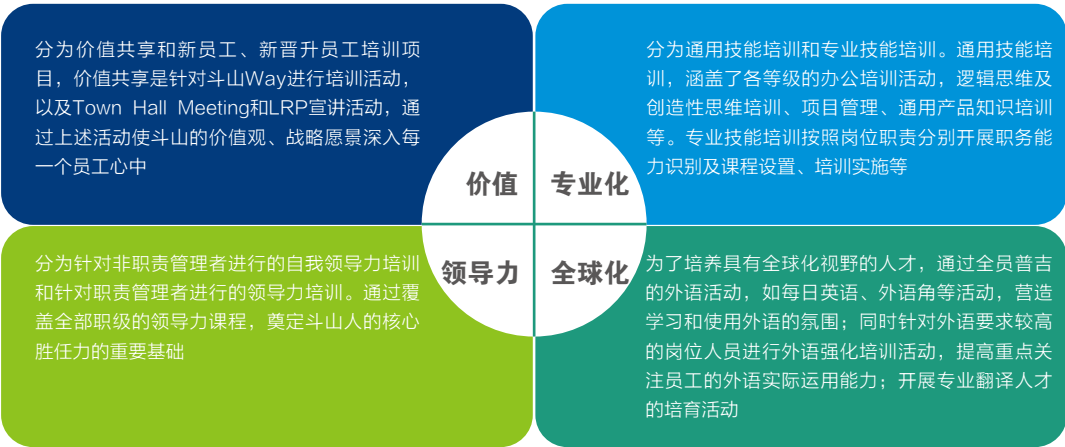 分为价值共享和新员工、新晋升员工培训项
目，价值共享是针对斗山Way进行培训活动，
以及Town Hall Meeting和LRP宣讲活动，通
过上述活动使斗山的价值观、战略愿景深入每
一个员工心中
分为通用技能培训和专业技能培训。通用技能培
训，涵盖了各等级的办公培训活动，逻辑思维及
创造性思维培训、项目管理、通用产品知识培训
等。专业技能培训按照岗位职责分别开展职务能
力识别及课程设置、培训实施等
价值
专业化
领导力
全球化
分为针对非职责管理者进行的自我领导力培训
和针对职责管理者进行的领导力培训。通过覆
盖全部职级的领导力课程，奠定斗山人的核心
胜任力的重要基础
为了培养具有全球化视野的人才，通过全员普吉
的外语活动，如每日英语、外语角等活动，营造
学习和使用外语的氛围；同时针对外语要求较高
的岗位人员进行外语强化培训活动，提高重点关
注员工的外语实际运用能力；开展专业翻译人才
的培育活动